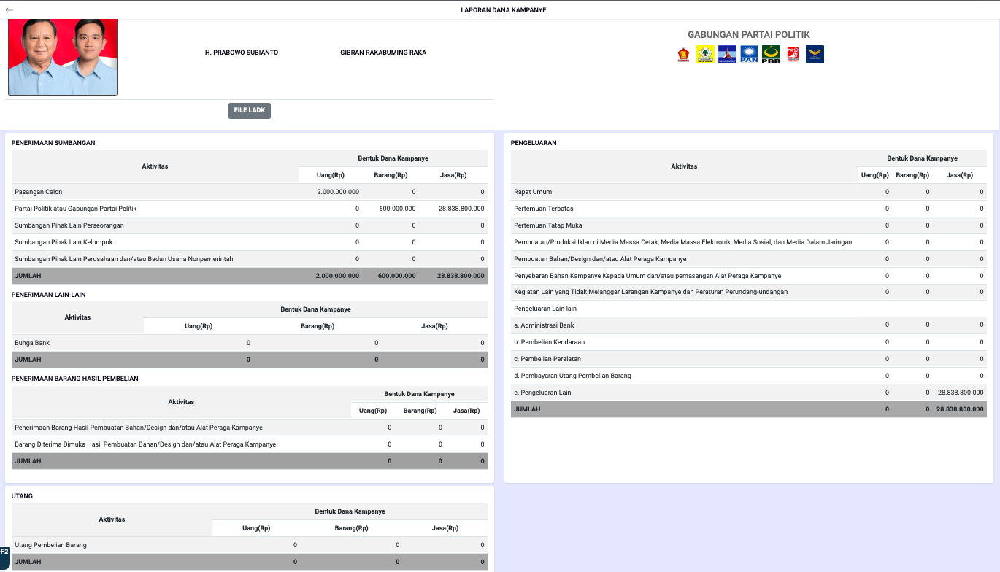 LAPORAN DANA KAMPANYE
H. PRABOWO SUBIANTO GIBRAN RAKABUMING RAKA
GABUNGAN PARTAI POLITIK
PAN PBB
FILE LADK
PENERIMAAN SUMBANGAN
Aktivitas Bentuk Dana Kampanye
Uang(Rp) Barang(Rp) Jasa(Rp)
Pasangan Calon 2.000.000.000 0 0
Partai Politik atau Gabungan Partai Politik 0 600.000.000 28.838.800.000
Sumbangan Pihak Lain Perseorangan 0 0 0
Sumbangan Pihak Lain Kelompok 0 0 0
Sumbangan Pihak Lain Perusahaan dan/atau Badan Usaha Nonpemerintah 0 0 0
JUMLAH 2.000.000.000 600.000.000 28.838.800.000
PENERIMAAN LAIN-LAIN
Aktivitas Bentuk Dana Kampanye
Uang(Rp) Barang(Rp) Jasa(Rp)
Bunga Bank 0 0 0
JUMLAH 0 0 0
PENERIMAAN BARANG HASIL PEMBELIAN
Aktivitas Bentuk Dana Kampanye
Uang(Rp) Barang(Rp) Jasa(Rp)
Penerimaan Barang Hasil Pembuatan Bahan/Design dan/atau Alat Peraga Kampanye 0 0 0
Barang Diterima Dimuka Hasil Pembuatan Bahan/Design dan/atau Alat Peraga Kampanye 0 0 0
JUMLAH 0 0 0
UTANG
Aktivitas Bentuk Dana Kampanye
Uang(Rp) Barang(Rp) Jasa(Rp)
Utang Pembelian Barang 0 0 0
JUMLAH 0 0 0
F2
PENGELUARAN
Aktivitas Bentuk Dana Kampanye
Uang(Rp) Barang(Rp) Jasa(Rp)
Rapat Umum 0 0 0
Pertemuan Terbatas 0 0 0
Pertemuan Tatap Muka 0 0 0
Pembuatan/Produksi Iklan di Media Massa Cetak, Media Massa Elektronik, Media Sosial, dan Media Dalam Jaringan 0 0 0
Pembuatan Bahan/Design dan/atau Alat Peraga Kampanye 0 0 0
Penyebaran Bahan Kampanye Kepada Umum dan/atau pemasangan Alat Peraga Kampanye 0 0 0
Kegiatan Lain yang Tidak Melanggar Larangan Kampanye dan Peraturan Perundang-undangan 0 0 0
Pengeluaran Lain-lain
a. Administrasi Bank 0 0 0
b. Pembelian Kendaraan 0 0 0
c. Pembelian Peralatan 0 0 0
d. Pembayaran Utang Pembelian Barang 0 0 0
e. Pengeluaran Lain 0 0 28.838.800.000
JUMLAH 0 0 28.838.800.000